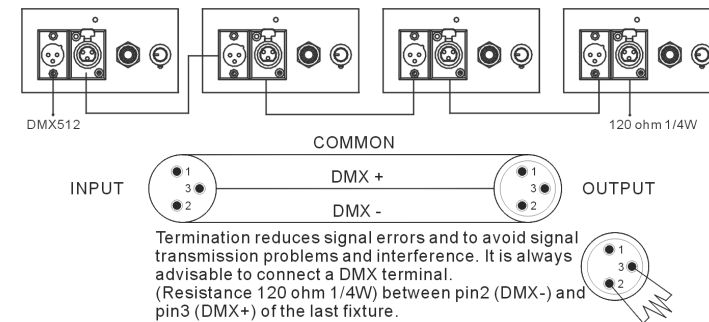 DMX512
120 ohm 1/4W
COMMON
INPUT
1
3
2
DMX +
DMX -
1
3
2
OUTPUT
Termination reduces signal errors and to avoid signal
transmission problems and interference. It is always
advisable to connect a DMX terminal.
(Resistance 120 ohm 1/4W) between pin2 (DMX-) and
pin3 (DMX+) of the last fixture.
1
3
2